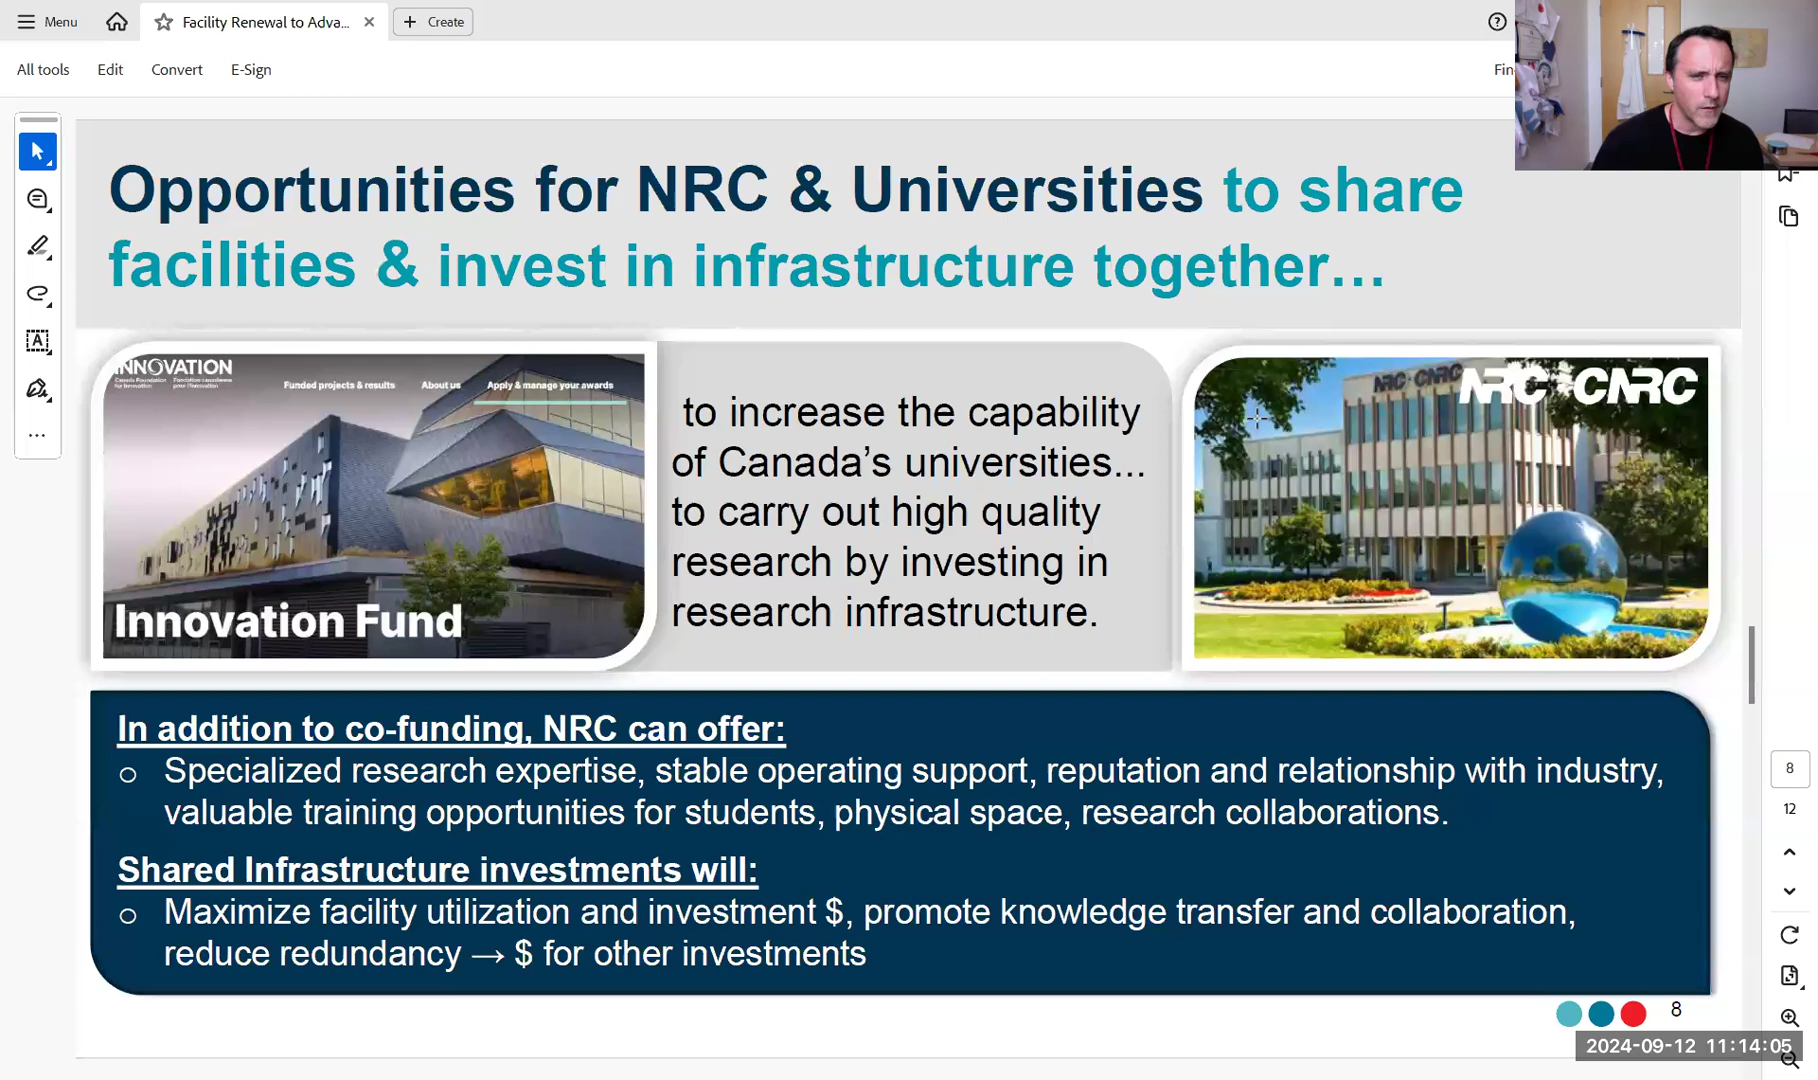 Menu
Facility Renewal to Adva...
Create
All tools
Edit
Convert
E-Sign
Fin
Opportunities for NRC & Universities to share
facilities & invest in infrastructure together…
INNOVATION
Canada Foundation for Innovation
Fondation canadienne pour l'innovation
Funded projects & results
About us
Apply & manage your awards
Innovation Fund
to increase the capability
of Canada's universities...
to carry out high quality
research by investing in
research infrastructure.
NRC CNRC
NRC CNRC
In addition to co-funding, NRC can offer:
o Specialized research expertise, stable operating support, reputation and relationship with industry,
valuable training opportunities for students, physical space, research collaborations.
Shared Infrastructure investments will:
o Maximize facility utilization and investment $, promote knowledge transfer and collaboration,
reduce redundancy → $ for other investments
8
8
12
2024-09-12 11:14:05